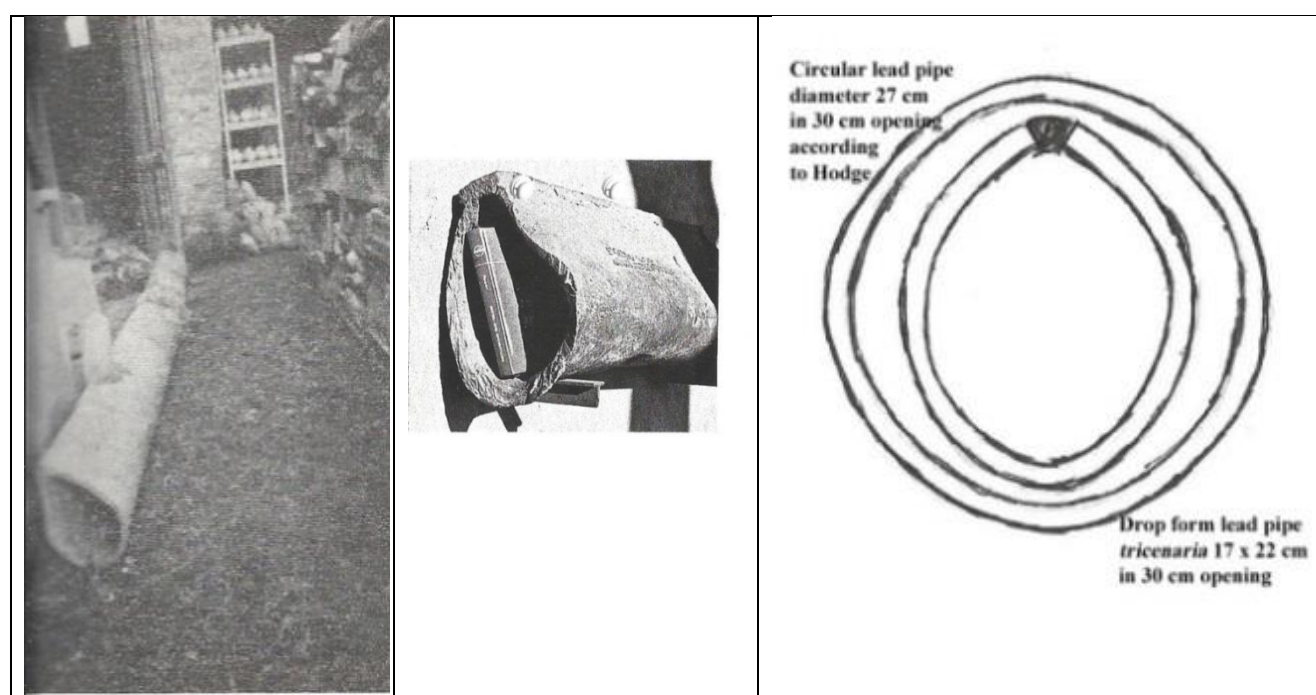 Circular lead pipe
diameter 27 cm
in 30 cm opening
according
to Hodge
Drop form lead pipe
tricenaria 17 x 22 cm
in 30 cm opening